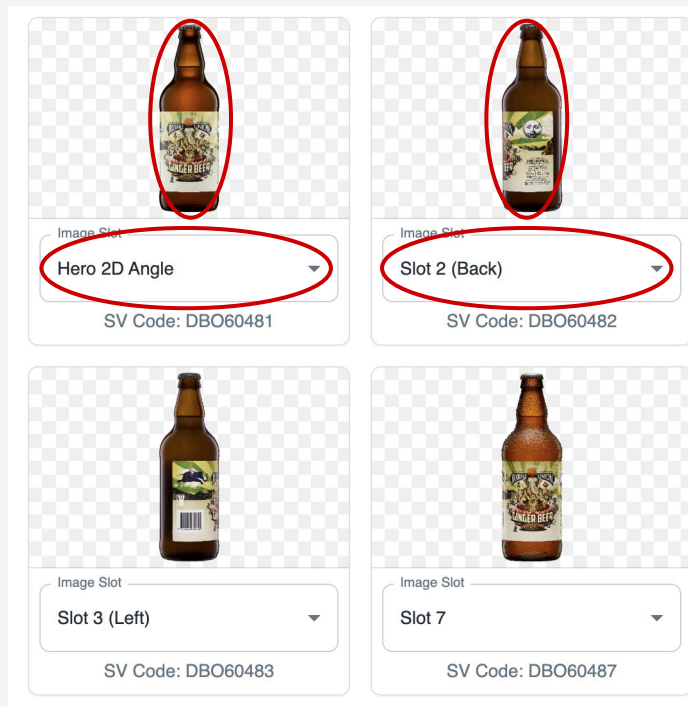 GINGER BEER
Image Slot
Hero 2D Angle
SV Code: DBO60481
Image Slot
Slot 2 (Back)
SV Code: DBO60482
GINGER BEER
Image Slot
Slot 3 (Left)
SV Code: DBO60483
Image Slot
Slot 7
SV Code: DBO60487